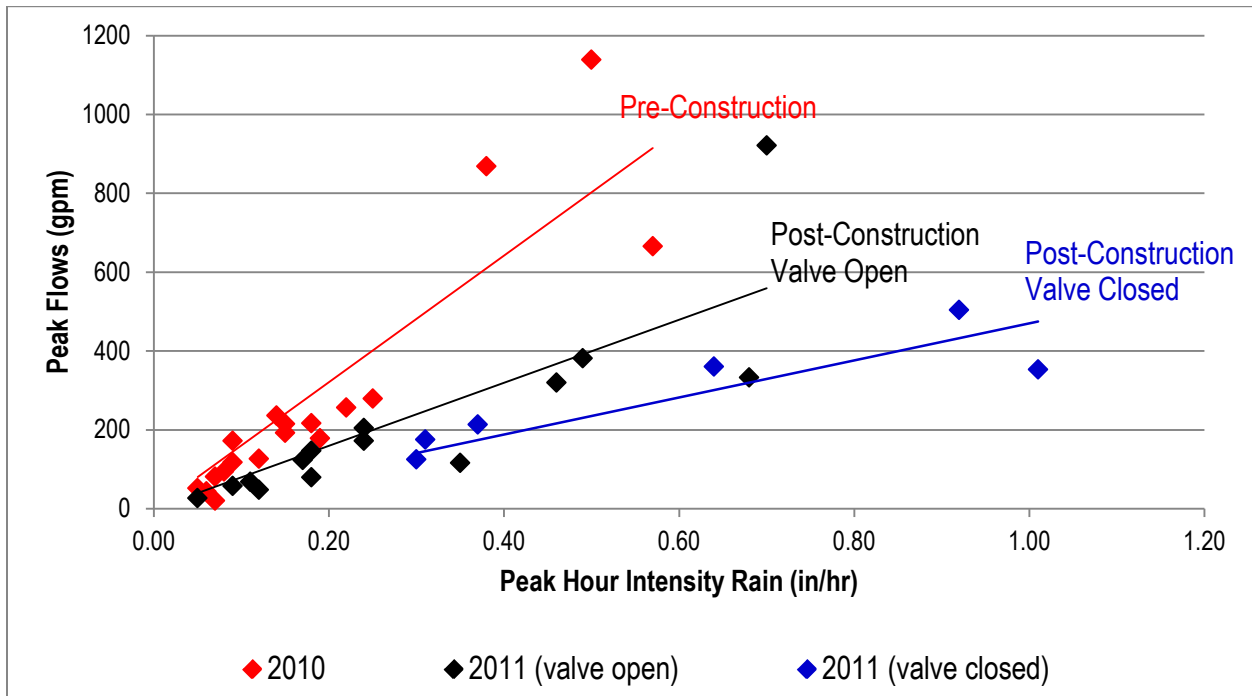 1200
1000
800
600
400
200
0
Peak Flows (gpm)
Pre-Construction
Post-Construction
Valve Open
Post-Construction
Valve Closed
0.00 0.20 0.40 0.60 0.80 1.00 1.20
Peak Hour Intensity Rain (in/hr)
2010 2011 (valve open) 2011 (valve closed)